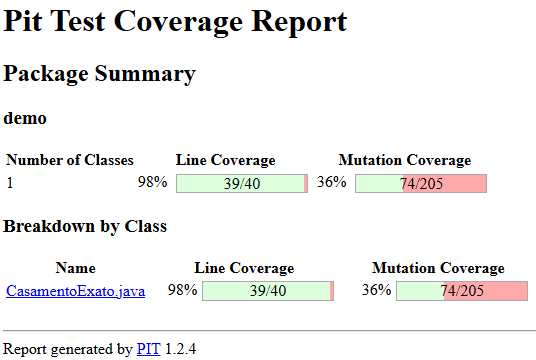 Pit Test Coverage Report
Package Summary
demo
Number of Classes Line Coverage Mutation Coverage
1 98% 39/40 36% 74/205
Breakdown by Class
Name Line Coverage Mutation Coverage
CasamentoExato.java 98% 39/40 36% 74/205
Report generated by PIT 1.2.4